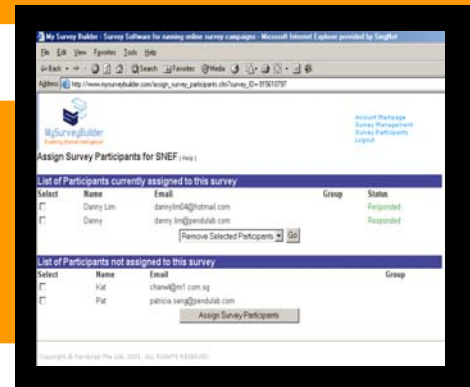 My Survey Builder - Survey Software for running online survey campaigns - Microsoft Internet Explorer provided by SingNet
File Edit View Favorites Tools Help
Back Search Favorites Media
Address http://www.mysurveybuilder.com/assign_survey_participants.cfm?survey_ID=915610797
MySurveyBuilder
Account Mainpage
Survey Management
Survey Participants
Logout
Assign Survey Participants for SNEF [ Help ]
List of Participants currently assigned to this survey
Select Name Email Group Status
Danny Lim dannylim04@hotmail.com Responded
Danny danny.lim@pendulab.com Responded
Remove Selected Participants Go
List of Participants not assigned to this survey
Select Name Email Group
Kat chanwl@m1.com.sg
Pat patricia.seng@pendulab.com
Assign Survey Participants
Copyright © Pendulab Pte Ltd. 2003. ALL RIGHTS RESERVED.